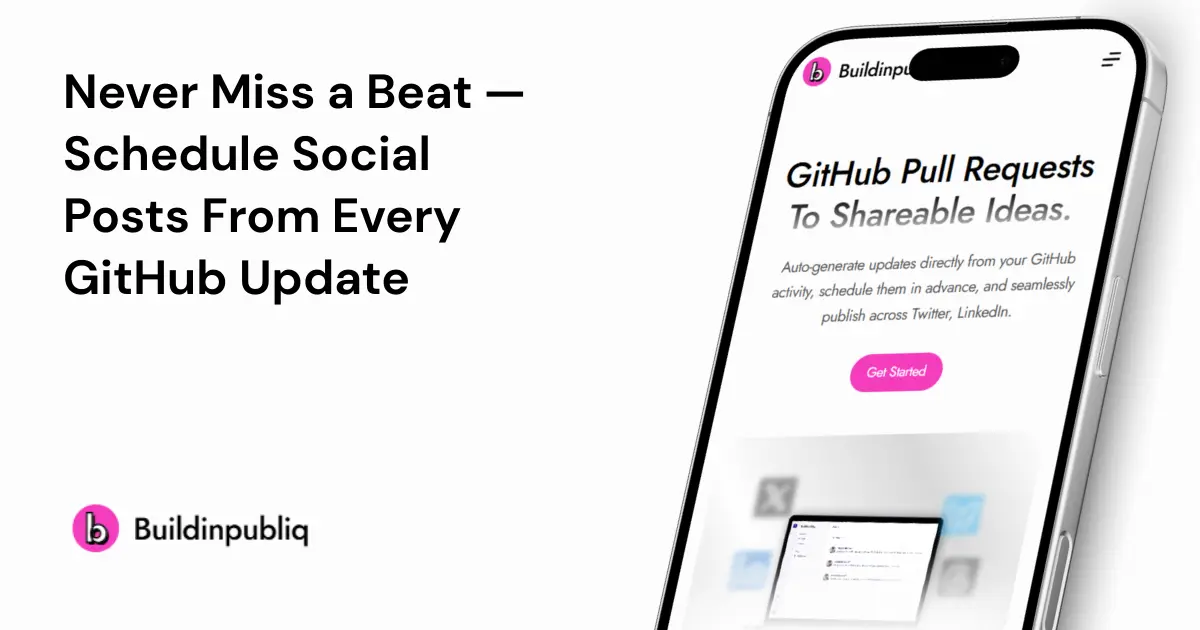 Never Miss a Beat —
Schedule Social
Posts From Every
GitHub Update
b Buildinpubliq
b Buildinpu
GitHub Pull Requests
To Shareable Ideas.
Auto-generate updates directly from your GitHub
activity, schedule them in advance, and seamlessly
publish across Twitter, LinkedIn.
Get Started
X